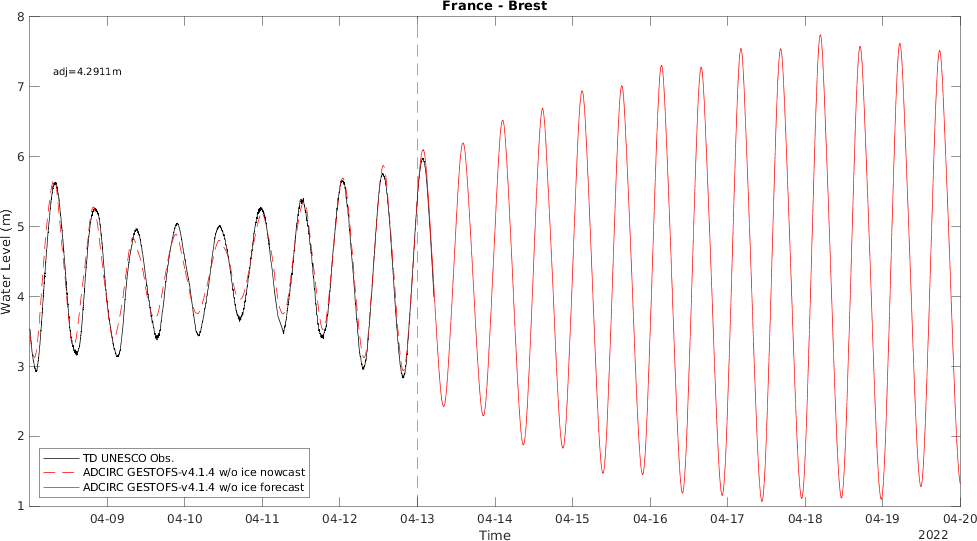 France - Brest
8
adj=4.2911m
7
6
5
Water Level (m)
4
3
2
TD UNESCO Obs.
ADCIRC GESTOFS-v4.1.4 w/o ice nowcast
ADCIRC GESTOFS-v4.1.4 w/o ice forecast
1
04-09 04-10 04-11 04-12 04-13 04-14 04-15 04-16 04-17 04-18 04-19 04-20
Time
2022